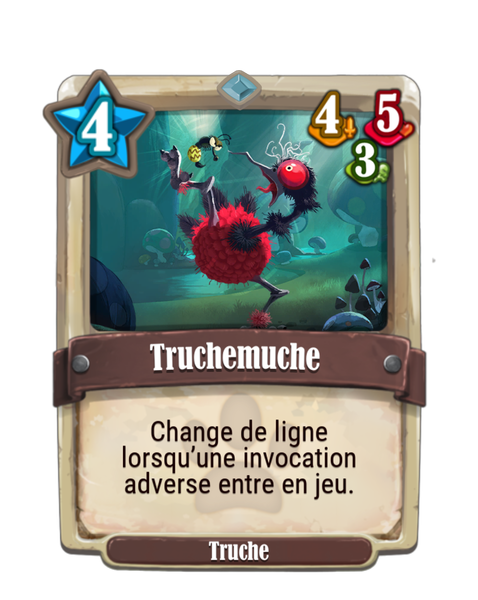 4
4 5
3
Truchemuche
Change de ligne
lorsqu'une invocation
adverse entre en jeu.
Truche